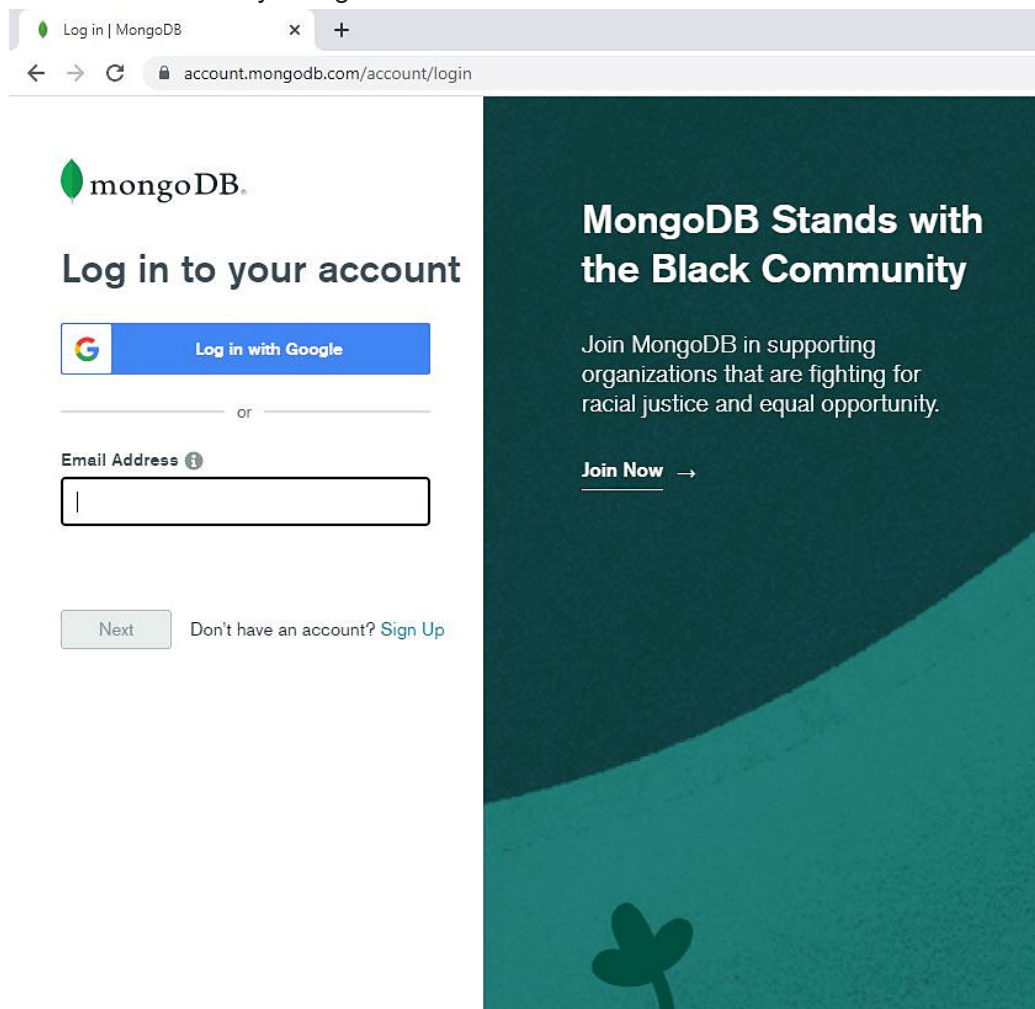 Log in | MongoDB
account.mongodb.com/account/login
mongoDB.
Log in to your account
Log in with Google
or
Email Address
Next
Don't have an account? Sign Up
MongoDB Stands with
the Black Community
Join MongoDB in supporting
organizations that are fighting for
racial justice and equal opportunity.
Join Now →